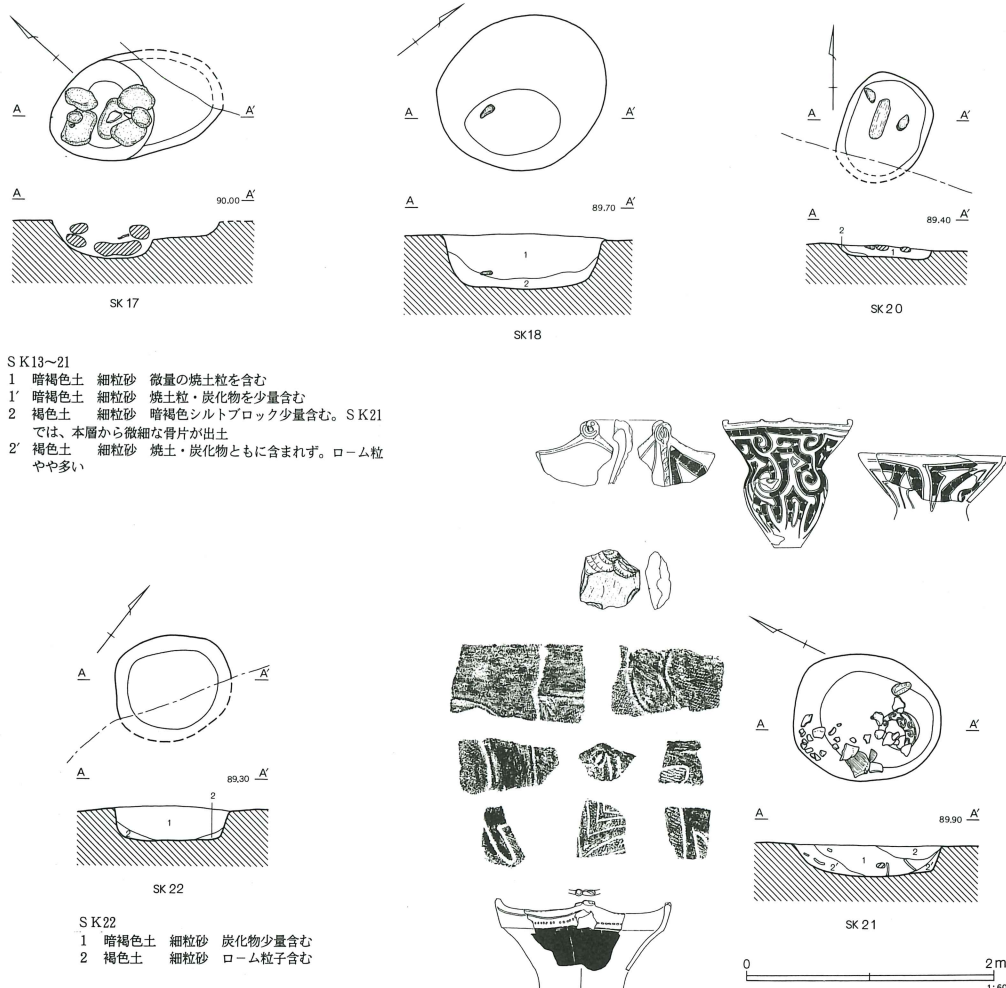 A A′
A 90.00 A′
SK 17
A A′
A 89.70 A′
1
2
SK18
A A′
A 89.40 A′
2
1
SK20
SK13～21
1 暗褐色土 細粒砂 微量の焼土粒を含む
1′ 暗褐色土 細粒砂 焼土粒・炭化物を少量含む
2 褐色土 細粒砂 暗褐色シルトブロック少量含む。SK21
では、本層から微細な骨片が出土
2′ 褐色土 細粒砂 焼土・炭化物ともに含まれず。ローム粒
やや多い
A A′
A 89.30 A′
2
1
2
SK 22
SK22
1 暗褐色土 細粒砂 炭化物少量含む
2 褐色土 細粒砂 ローム粒子含む
A A′
A 89.90 A′
2
1
2′ 2′
SK 21
0 2m
1:60